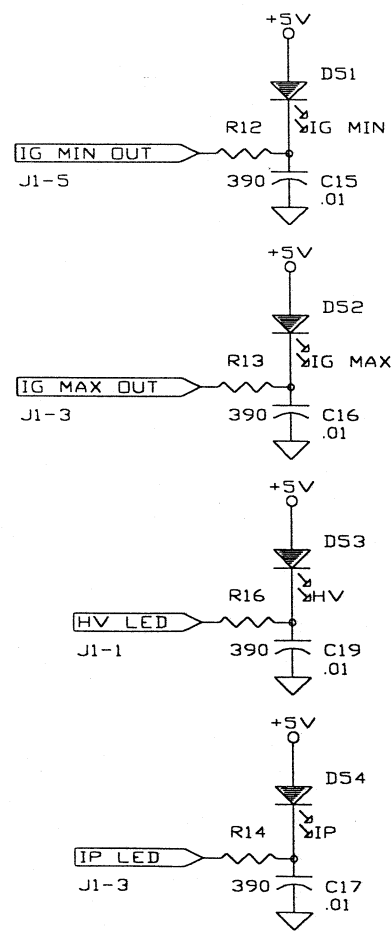 +5V
DS1
R12
IG MIN
IG MIN OUT
J1-5
390
C15
.01
+5V
DS2
R13
IG MAX
IG MAX OUT
J1-3
390
C16
.01
+5V
DS3
R16
HV
HV LED
J1-1
390
C19
.01
+5V
DS4
R14
IP
IP LED
J1-3
390
C17
.01